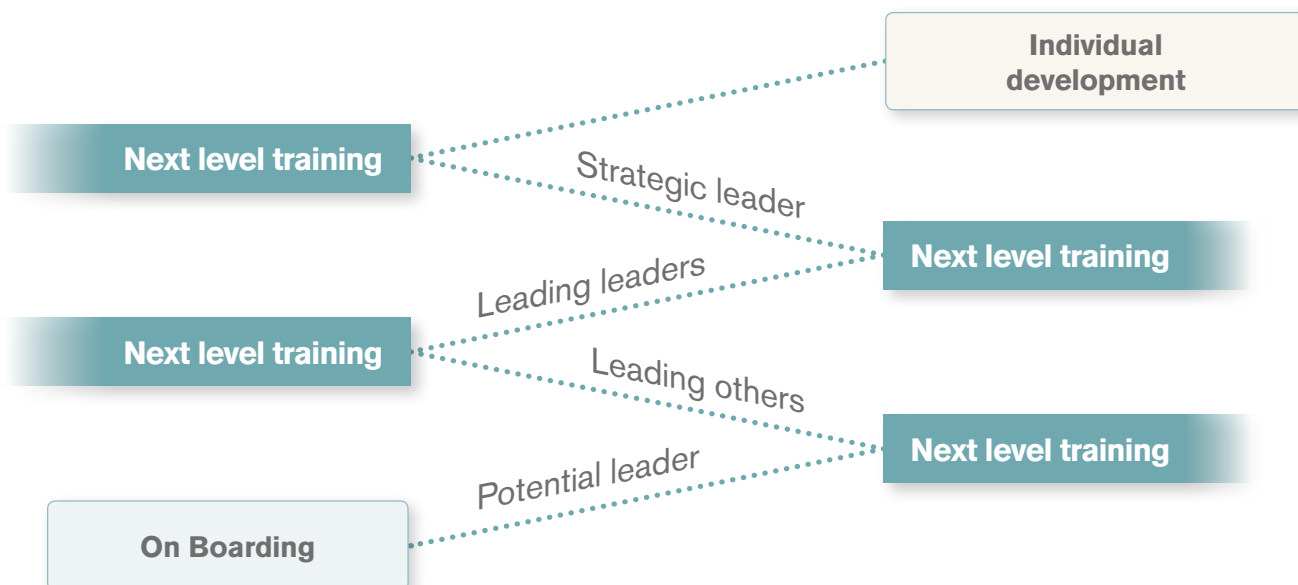 Individual
development
Next level training
Strategic leader
Next level training
Leading leaders
Next level training
Leading others
Next level training
Potential leader
On Boarding